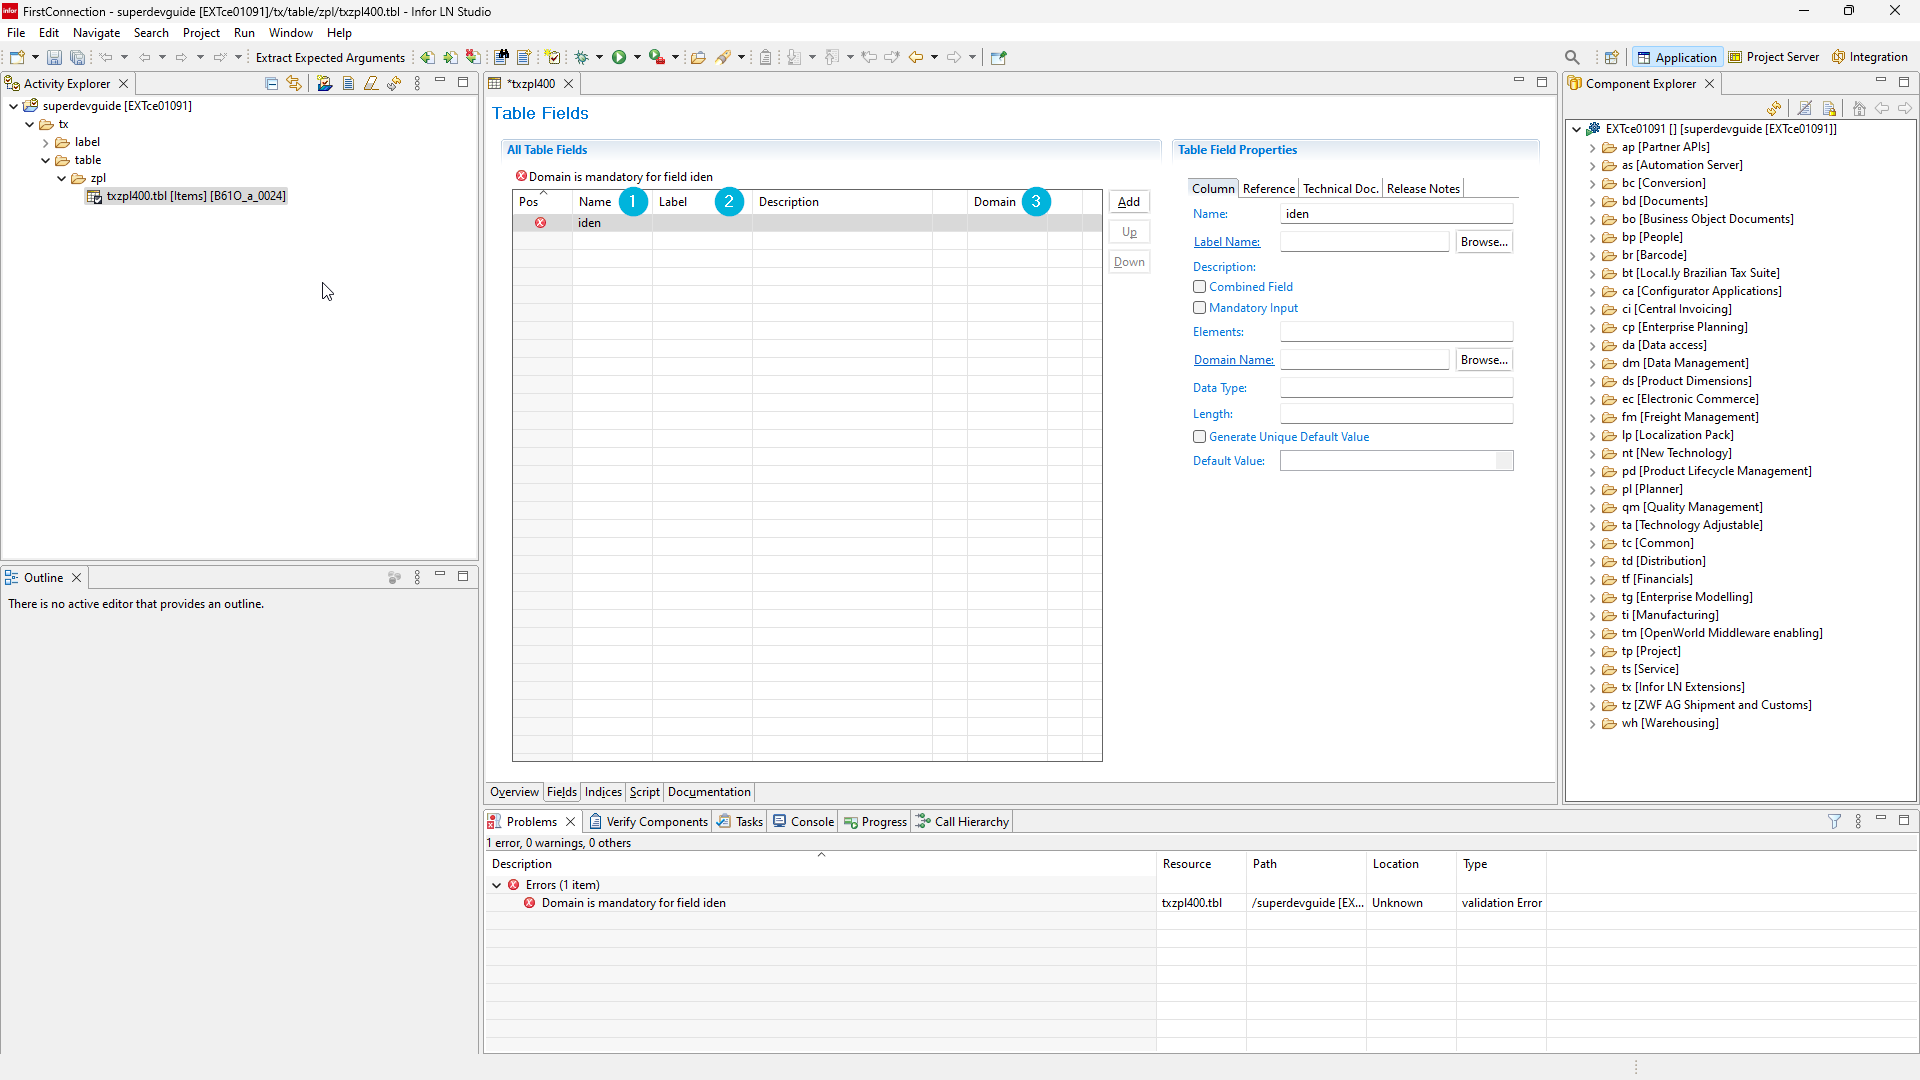 infor FirstConnection - superdevguide [EXTce01091]/tx/table/zpl/txzpl400.tbl - Infor LN Studio
File Edit Navigate Search Project Run Window Help
Extract Expected Arguments
Application Project Server Integration
Activity Explorer
superdevguide [EXTce01091]
tx
label
table
zpl
txzpl400.tbl [Items] [B61O_a_0024]
Outline
There is no active editor that provides an outline.
*txzpl400
Table Fields
All Table Fields
Domain is mandatory for field iden
Pos Name 1 Label 2 Description Domain 3
iden
Add
Up
Down
Table Field Properties
Column Reference Technical Doc. Release Notes
Name: iden
Label Name: Browse...
Description:
Combined Field
Mandatory Input
Elements:
Domain Name: Browse...
Data Type:
Length:
Generate Unique Default Value
Default Value:
Overview Fields Indices Script Documentation
Problems Verify Components Tasks Console Progress Call Hierarchy
1 error, 0 warnings, 0 others
Description Resource Path Location Type
Errors (1 item)
Domain is mandatory for field iden txzpl400.tbl /superdevguide [EX... Unknown validation Error
Component Explorer
EXTce01091 [] [superdevguide [EXTce01091]]
ap [Partner APIs]
as [Automation Server]
bc [Conversion]
bd [Documents]
bo [Business Object Documents]
bp [People]
br [Barcode]
bt [Local.ly Brazilian Tax Suite]
ca [Configurator Applications]
ci [Central Invoicing]
cp [Enterprise Planning]
da [Data access]
dm [Data Management]
ds [Product Dimensions]
ec [Electronic Commerce]
fm [Freight Management]
lp [Localization Pack]
nt [New Technology]
pd [Product Lifecycle Management]
pl [Planner]
qm [Quality Management]
ta [Technology Adjustable]
tc [Common]
td [Distribution]
tf [Financials]
tg [Enterprise Modelling]
ti [Manufacturing]
tm [OpenWorld Middleware enabling]
tp [Project]
ts [Service]
tx [Infor LN Extensions]
tz [ZWF AG Shipment and Customs]
wh [Warehousing]